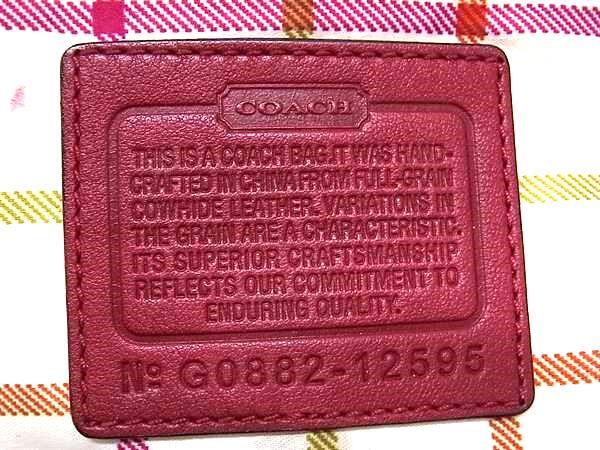 COACH
THIS IS A COACH BAG.IT WAS HAND-
CRAFTED IN CHINA FROM FULL-GRAIN
COWHIDE LEATHER. VARIATIONS IN
THE GRAIN ARE A CHARACTERISTIC.
ITS SUPERIOR CRAFTSMANSHIP
REFLECTS OUR COMMITMENT TO
ENDURING QUALITY.
Nº G0882-12595